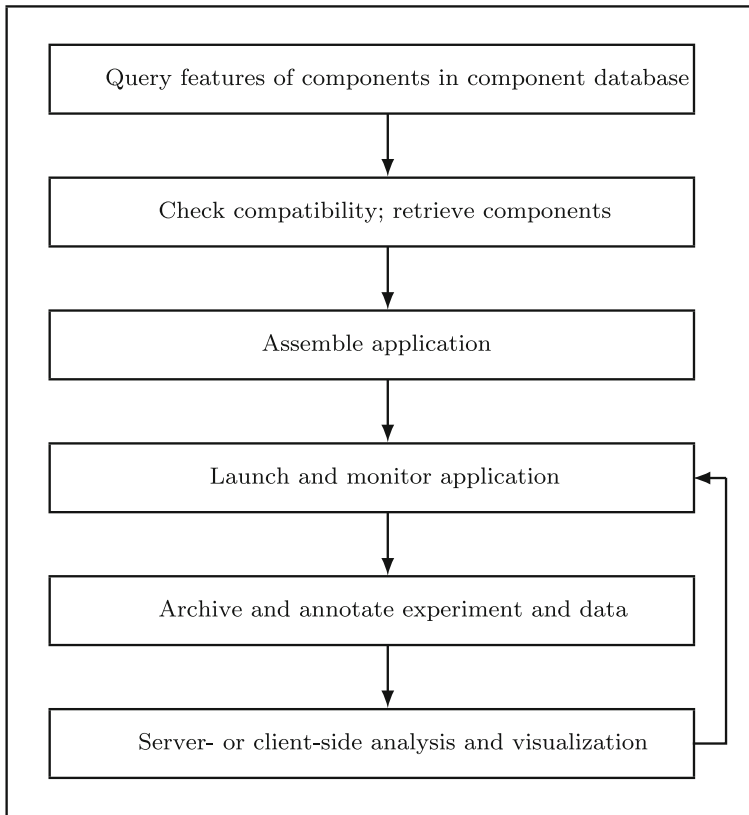 Query features of components in component database
Check compatibility; retrieve components
Assemble application
Launch and monitor application
Archive and annotate experiment and data
Server- or client-side analysis and visualization